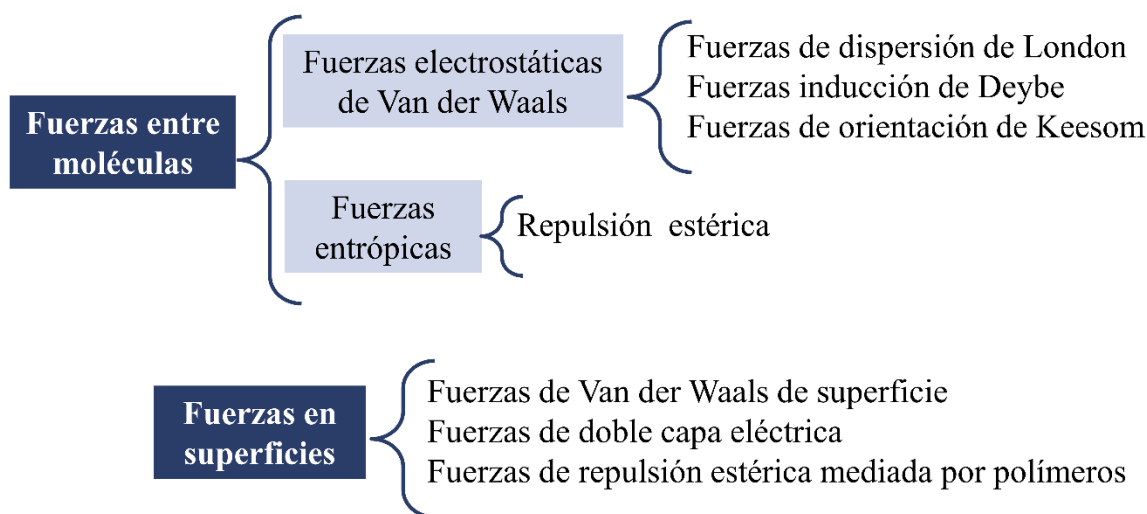 Fuerzas entre
moléculas
Fuerzas electrostáticas
de Van der Waals
Fuerzas de dispersión de London
Fuerzas inducción de Deybe
Fuerzas de orientación de Keesom
Fuerzas
entrópicas
Repulsión estérica
Fuerzas en
superficies
Fuerzas de Van der Waals de superficie
Fuerzas de doble capa eléctrica
Fuerzas de repulsión estérica mediada por polímeros